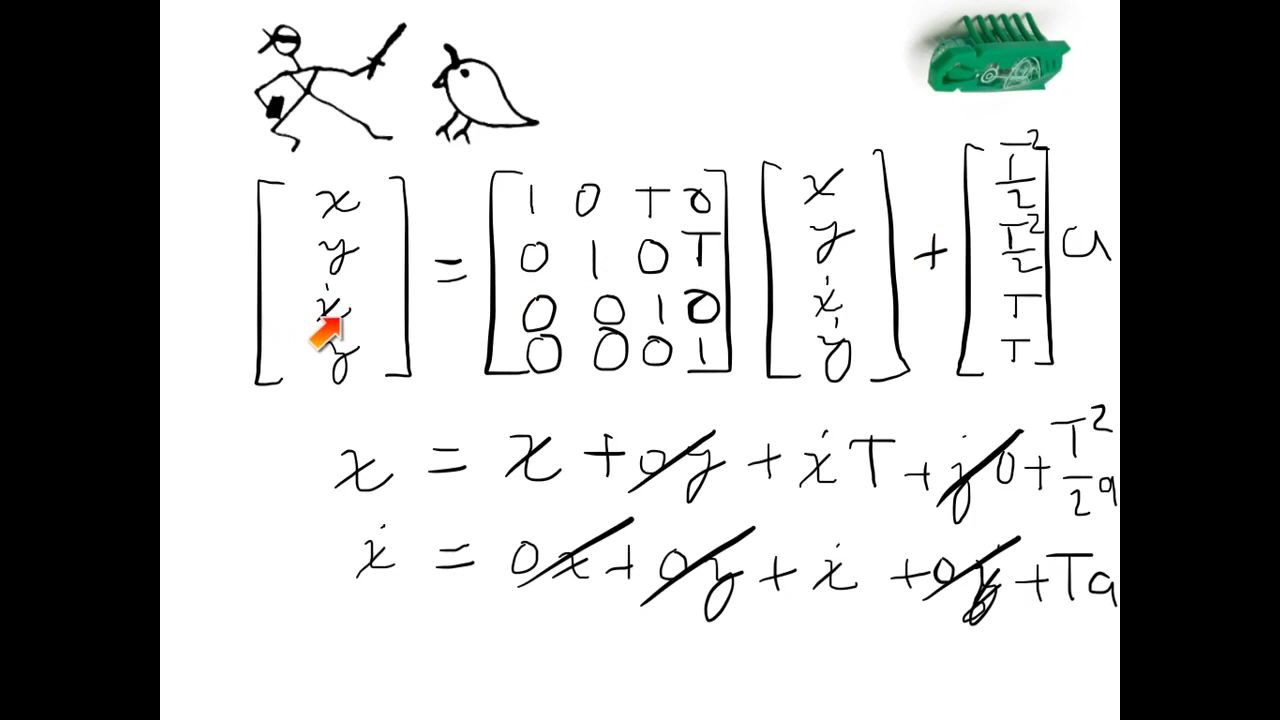 [ x ] = [ 1 0 T 0 ] [ x ] + [ T²/2 ]
[ y ] [ 0 1 0 T ] [ y ] [ T²/2 ] a
[ ẋ ] [ 0 0 1 0 ] [ ẋ ] [ T ]
[ ẏ ] [ 0 0 0 1 ] [ ẏ ] [ T ]
x = x + 0y + ẋT + ẏ0 + T²/2 a
ẋ = 0x + 0y + ẋ + 0ẏ + Ta